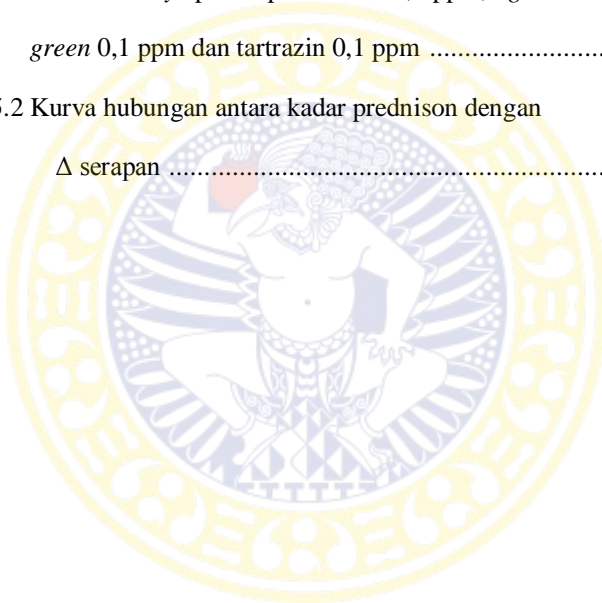 green 0,1 ppm dan tartrazin 0,1 ppm ..........................
5.2 Kurva hubungan antara kadar prednison dengan
Δ serapan .................................................................